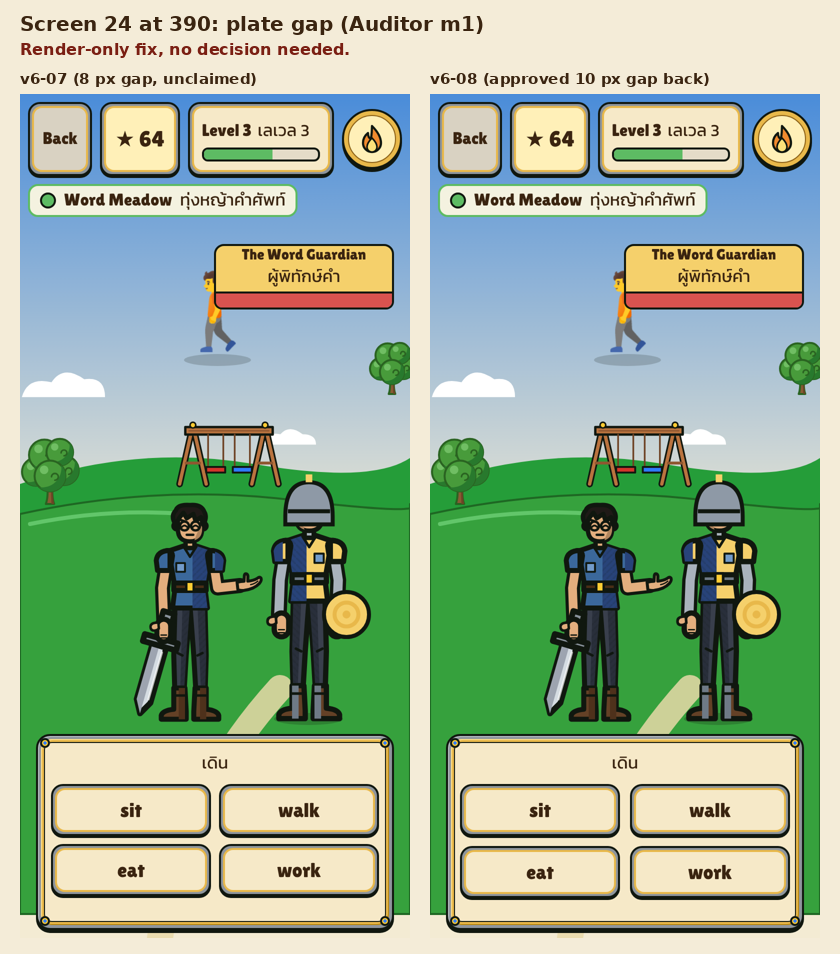 Screen 24 at 390: plate gap (Auditor m1)
Render-only fix, no decision needed.
v6-07 (8 px gap, unclaimed)
Back
★ 64
Level 3 เลเวล 3
Word Meadow ทุ่งหญ้าคำศัพท์
The Word Guardian
ผู้พิทักษ์คำ
เดิน
sit
walk
eat
work
v6-08 (approved 10 px gap back)
Back
★ 64
Level 3 เลเวล 3
Word Meadow ทุ่งหญ้าคำศัพท์
The Word Guardian
ผู้พิทักษ์คำ
เดิน
sit
walk
eat
work